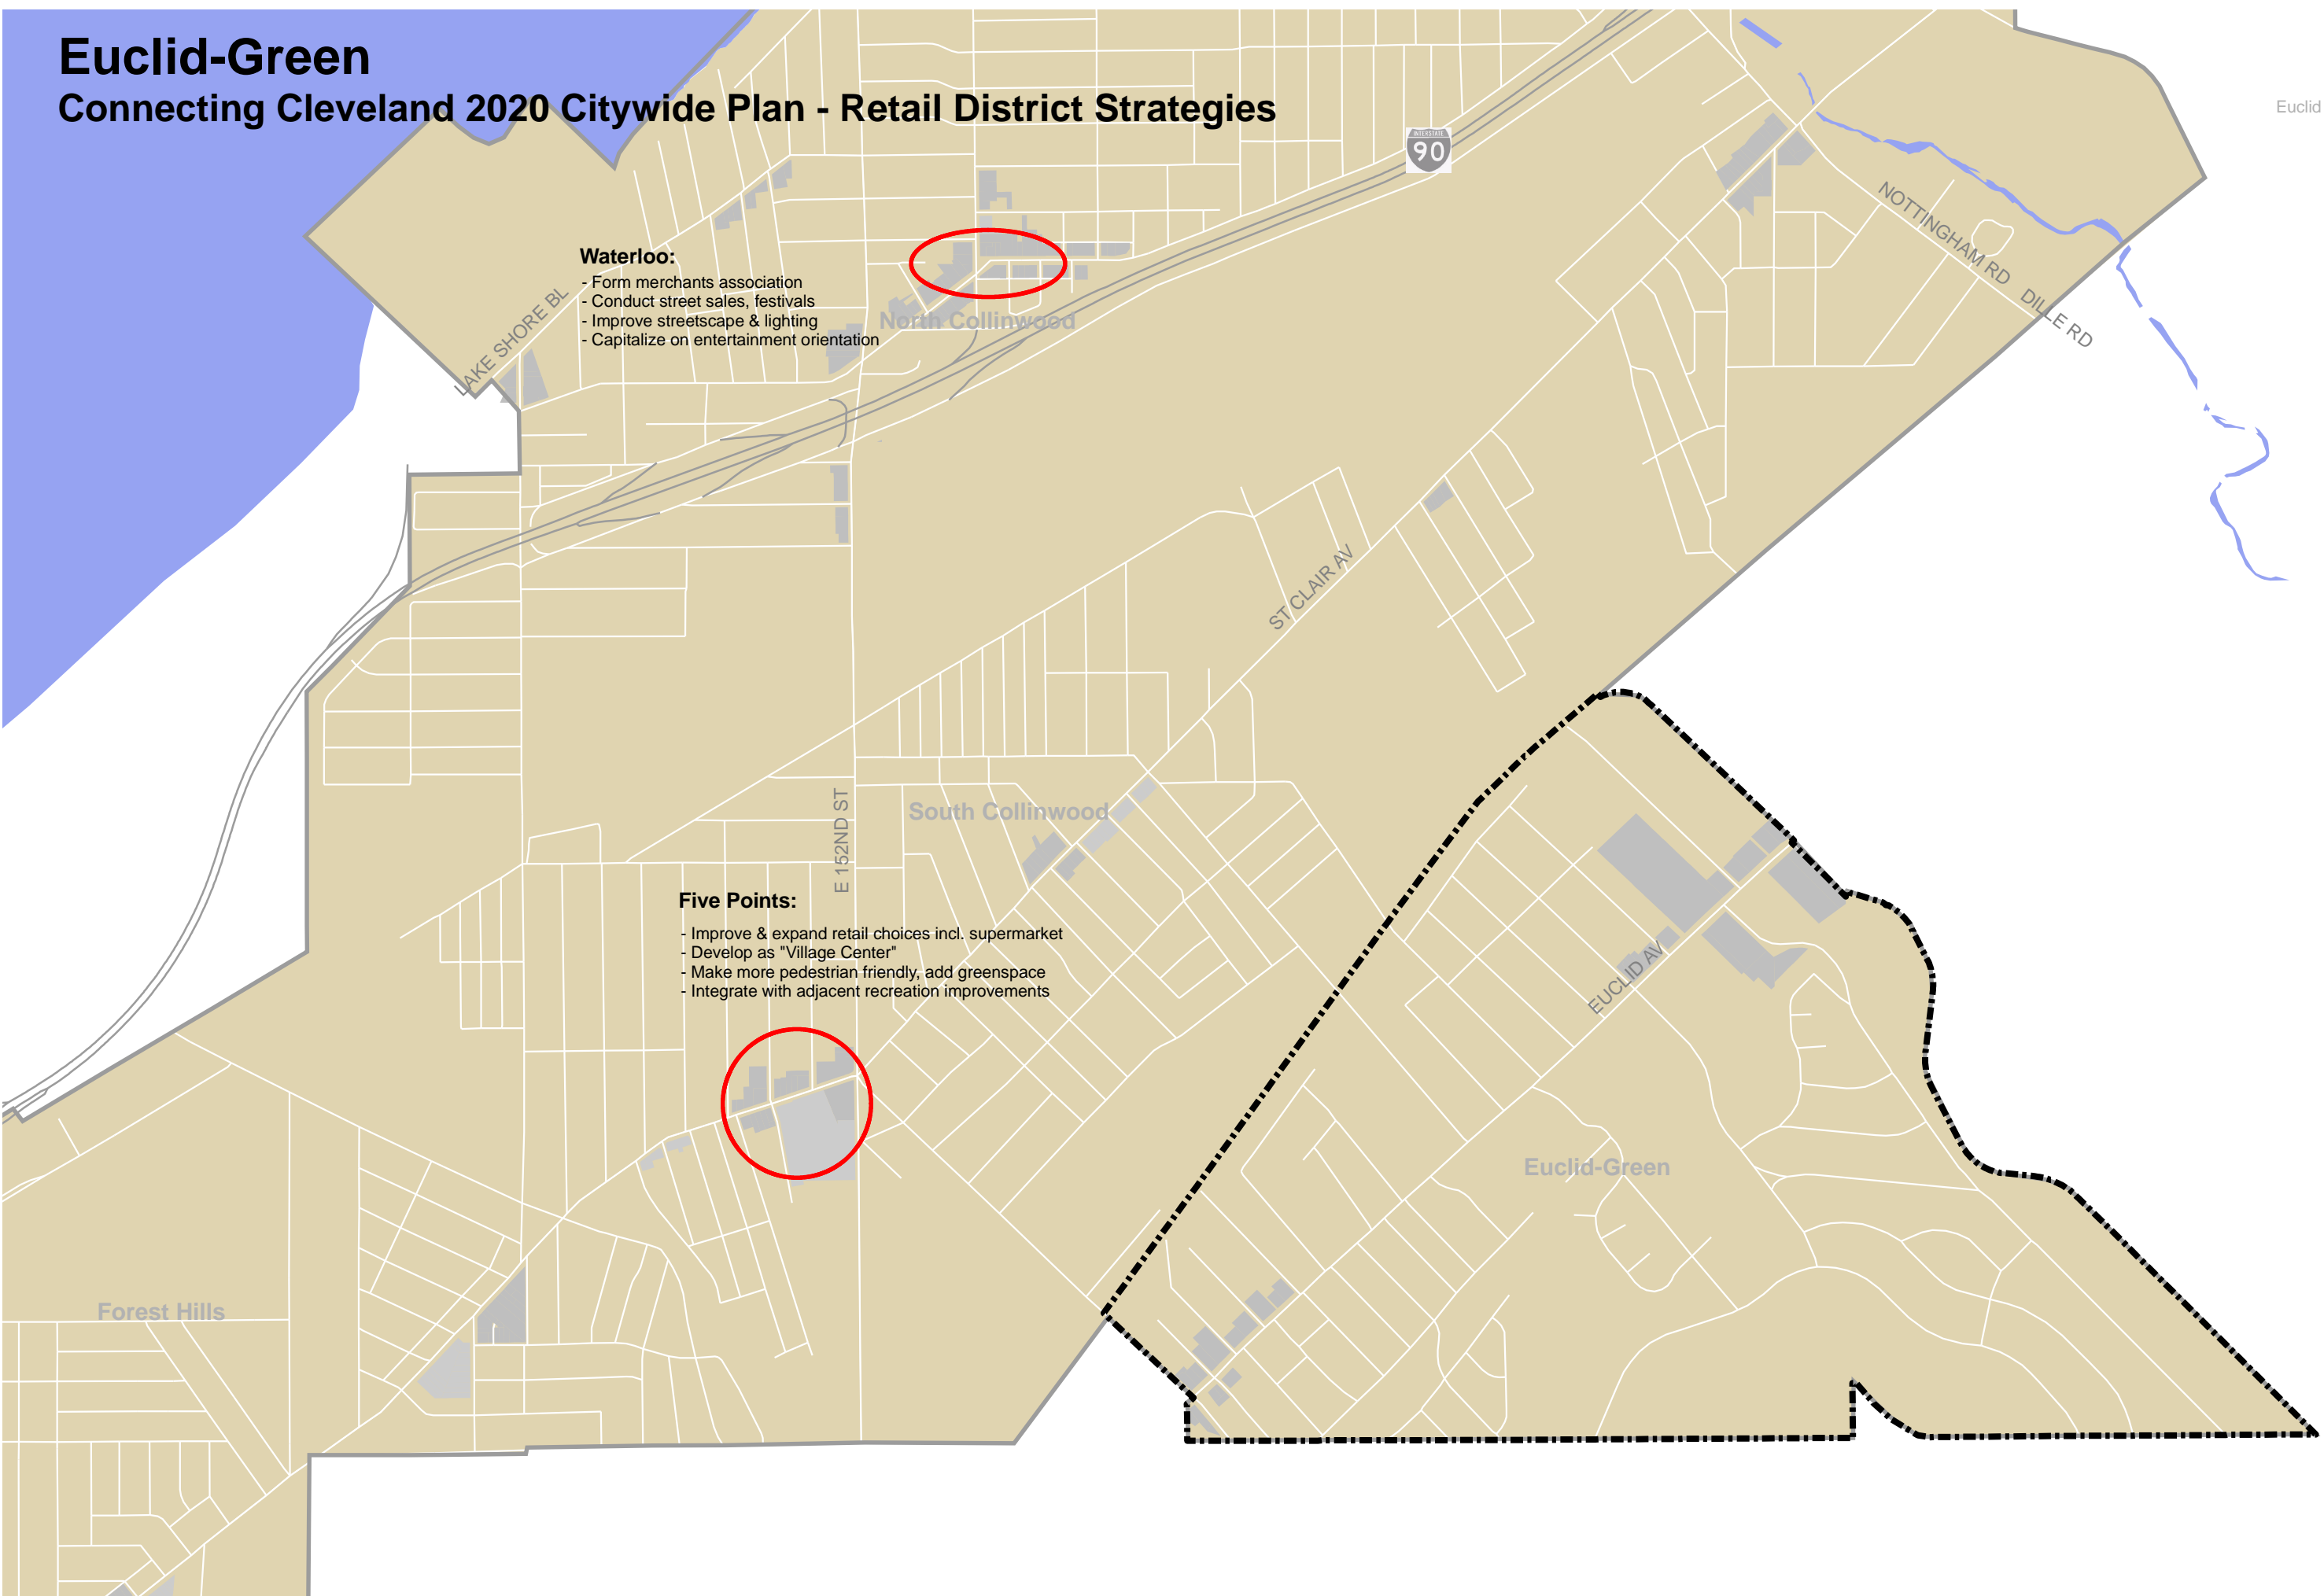 Euclid-Green
Connecting Cleveland 2020 Citywide Plan - Retail District Strategies
Euclid
INTERSTATE
90
NOTTINGHAM RD
DILLE RD
Waterloo:
- Form merchants association
- Conduct street sales, festivals
- Improve streetscape & lighting
- Capitalize on entertainment orientation
LAKE SHORE BL
North Collinwood
ST CLAIR AV
South Collinwood
E 152ND ST
Five Points:
- Improve & expand retail choices incl. supermarket
- Develop as "Village Center"
- Make more pedestrian friendly, add greenspace
- Integrate with adjacent recreation improvements
EUCLID AV
Euclid-Green
Forest Hills